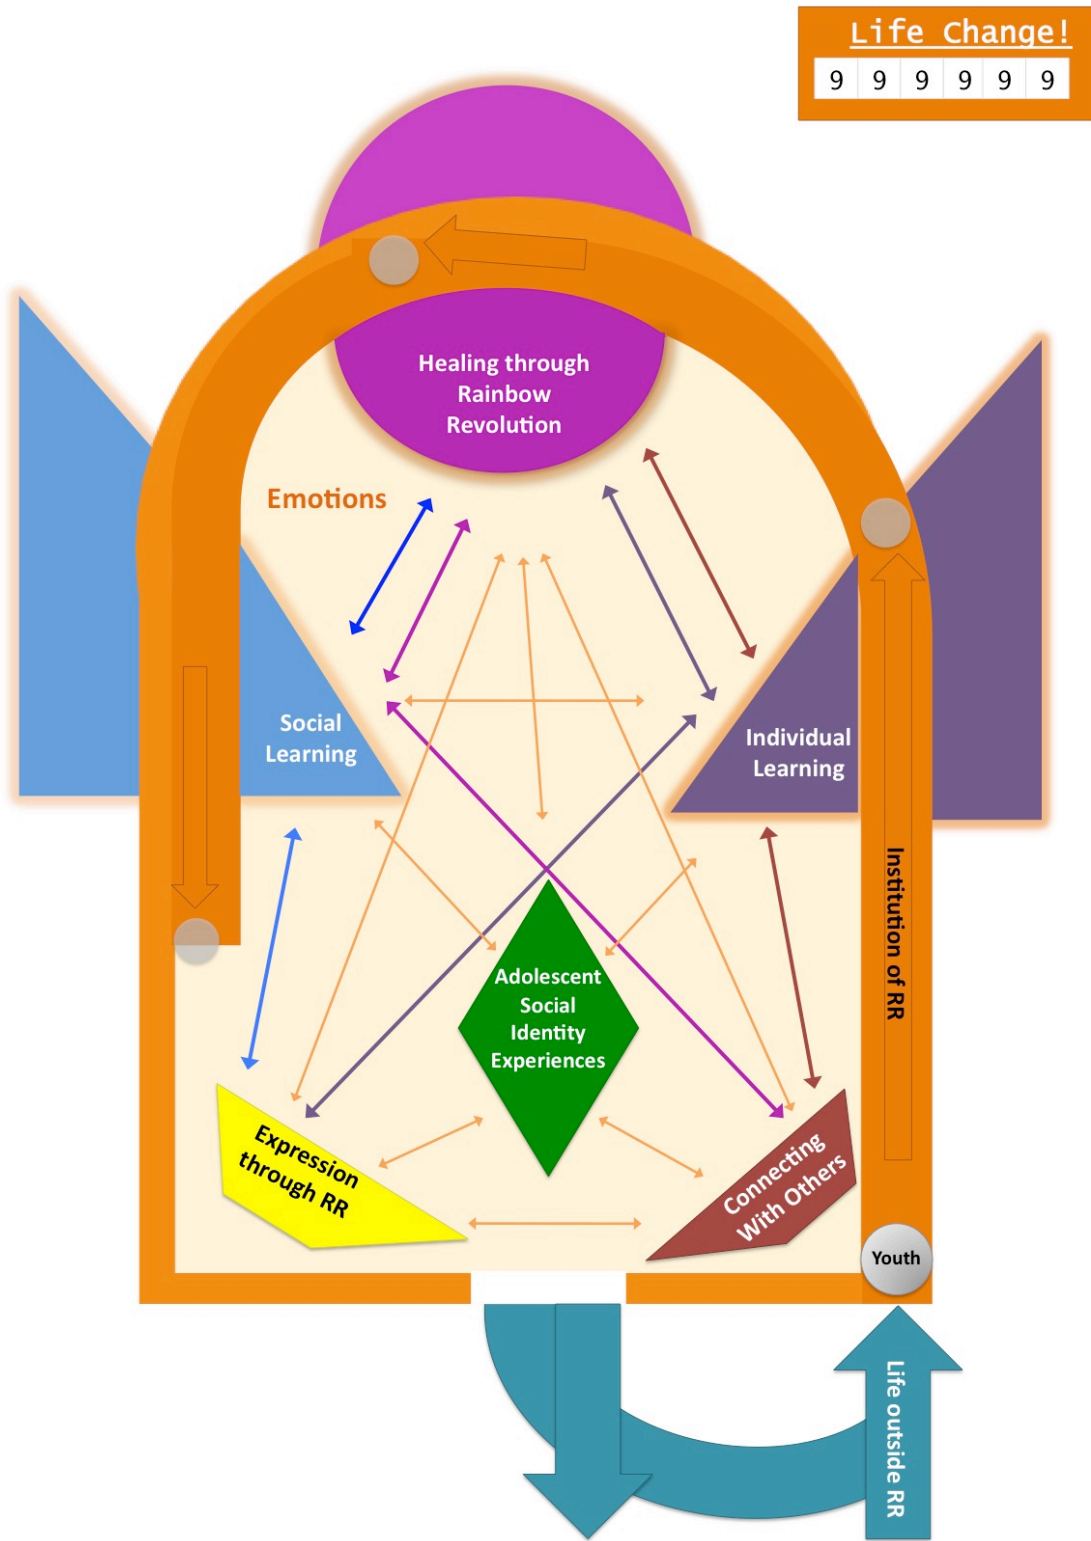 Life Change!
9 9 9 9 9 9
Healing through
Rainbow
Revolution
Emotions
Social
Learning
Individual
Learning
Institution of RR
Adolescent
Social
Identity
Experiences
Expression
through RR
Connecting
With Others
Youth
Life outside RR